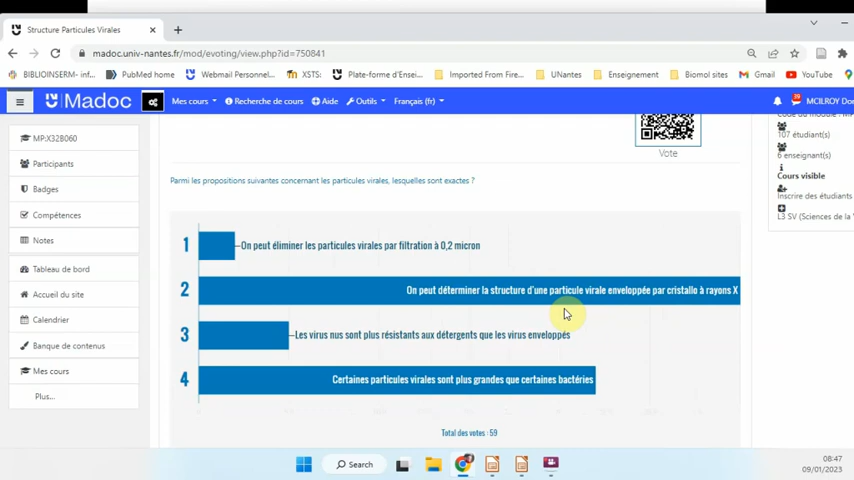 Structure Particules Virales
madoc.univ-nantes.fr/mod/evoting/view.php?id=750841
BIBLIOINSERM- inf... PubMed home Webmail Personnel... XSTS: Plate-forme d'Ensei... Imported From Fire... UNantes Enseignement Biomol sites Gmail YouTube
Madoc Mes cours Recherche de cours Aide Outils Français (fr) MCILROY Dor
MP:X32B060
Participants
Badges
Compétences
Notes
Tableau de bord
Accueil du site
Calendrier
Banque de contenus
Mes cours
Plus...
Vote
Parmi les propositions suivantes concernant les particules virales, lesquelles sont exactes ?
1 On peut éliminer les particules virales par filtration à 0,2 micron
2 On peut déterminer la structure d'une particule virale enveloppée par cristallo à rayons X
3 Les virus nus sont plus résistants aux détergents que les virus enveloppés
4 Certaines particules virales sont plus grandes que certaines bactéries
Total des votes : 59
Code du module : MP
107 étudiant(s)
6 enseignant(s)
Cours visible
Inscrire des étudiants
L3 SV (Sciences de la V
Search
08:47
09/01/2023